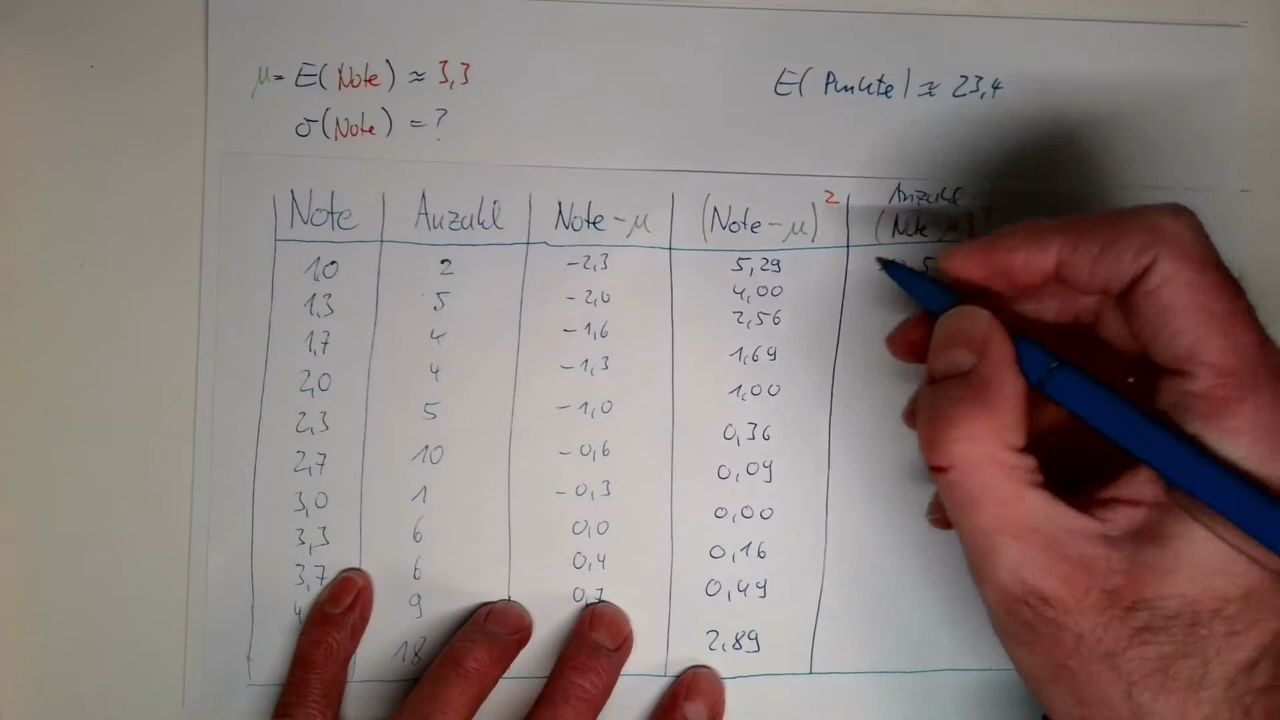 μ= E(Note) ≈ 3,3
E(Punkte) ≈ 23,4
σ(Note) = ?
Note Anzahl Note-μ (Note-μ)² Anzahl·
1,0 2 -2,3 5,29
1,3 5 -2,0 4,00
1,7 4 -1,6 2,56
2,0 4 -1,3 1,69
2,3 5 -1,0 1,00
2,7 10 -0,6 0,36
3,0 1 -0,3 0,09
3,3 6 0,0 0,00
3,7 6 0,4 0,16
9 0,7 0,49
18 2,89